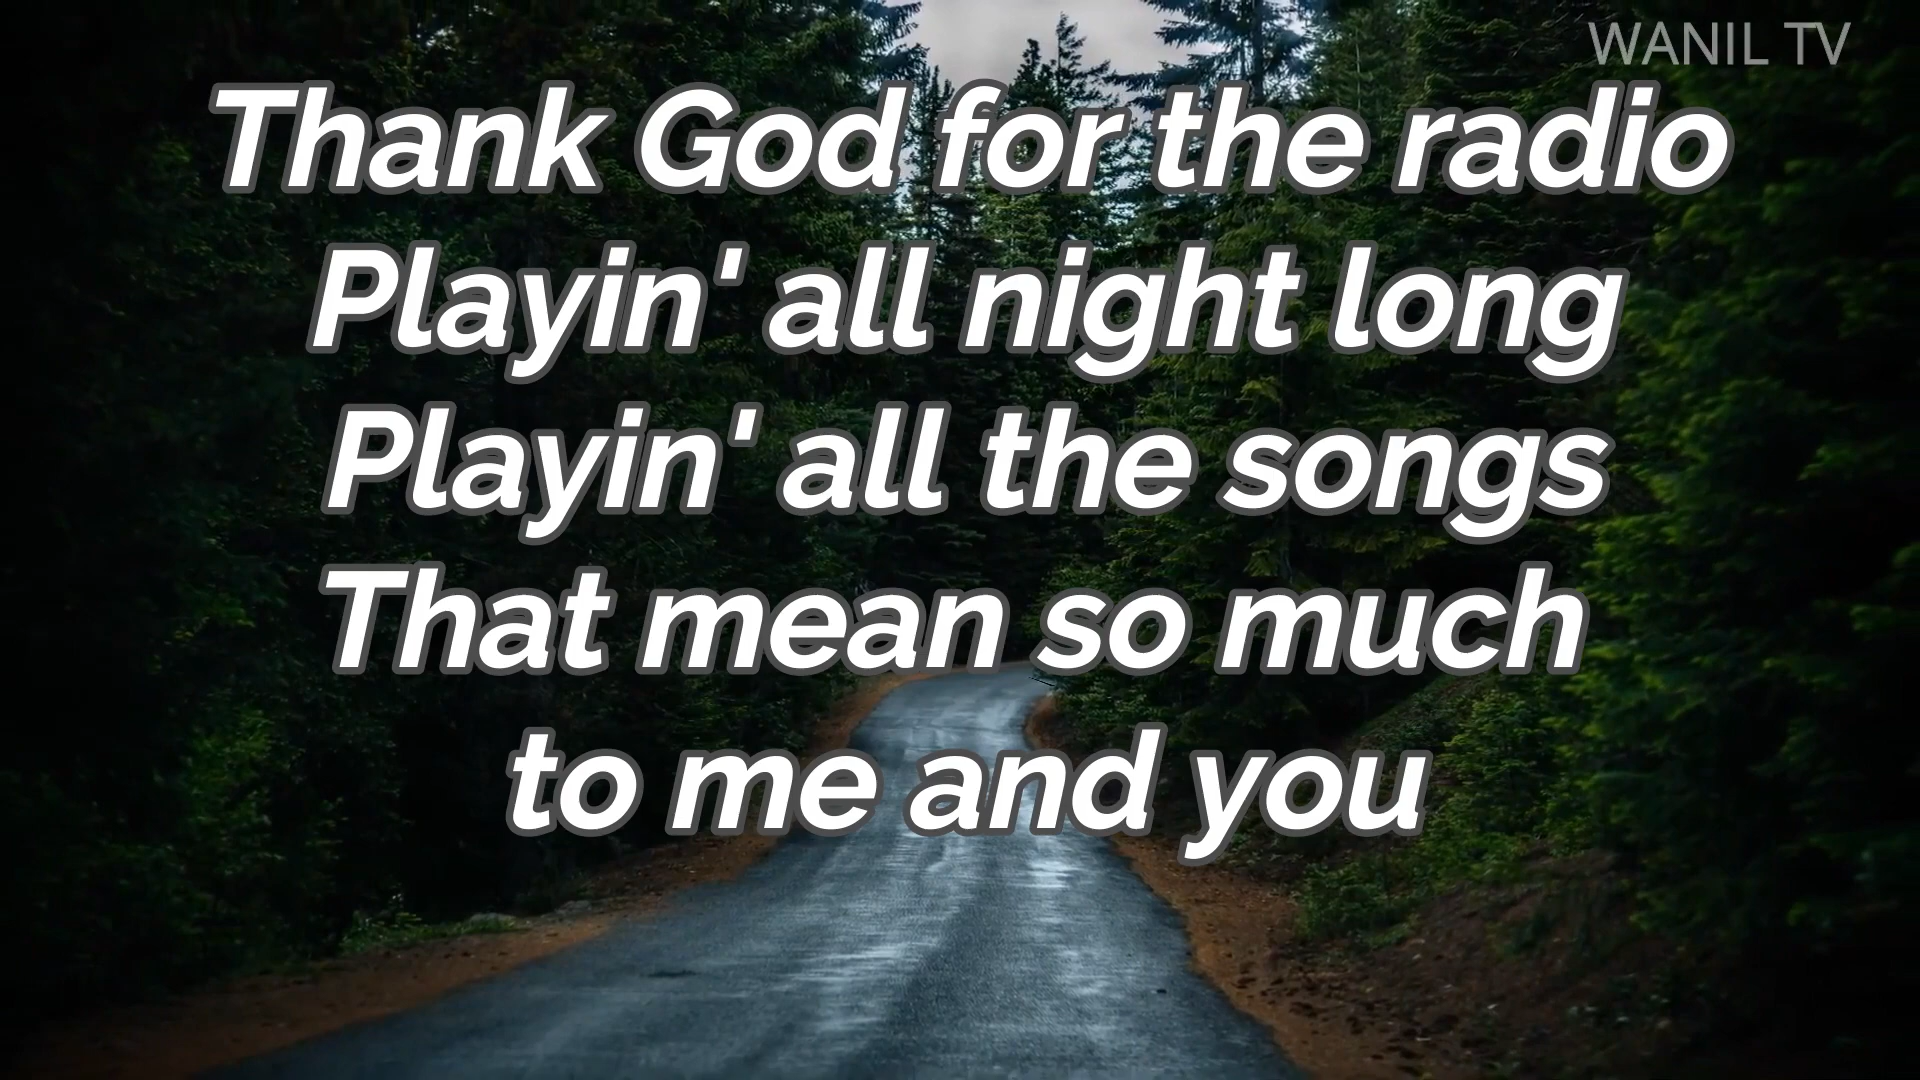 WANIL TV
Thank God for the radio
Playin' all night long
Playin' all the songs
That mean so much
to me and you